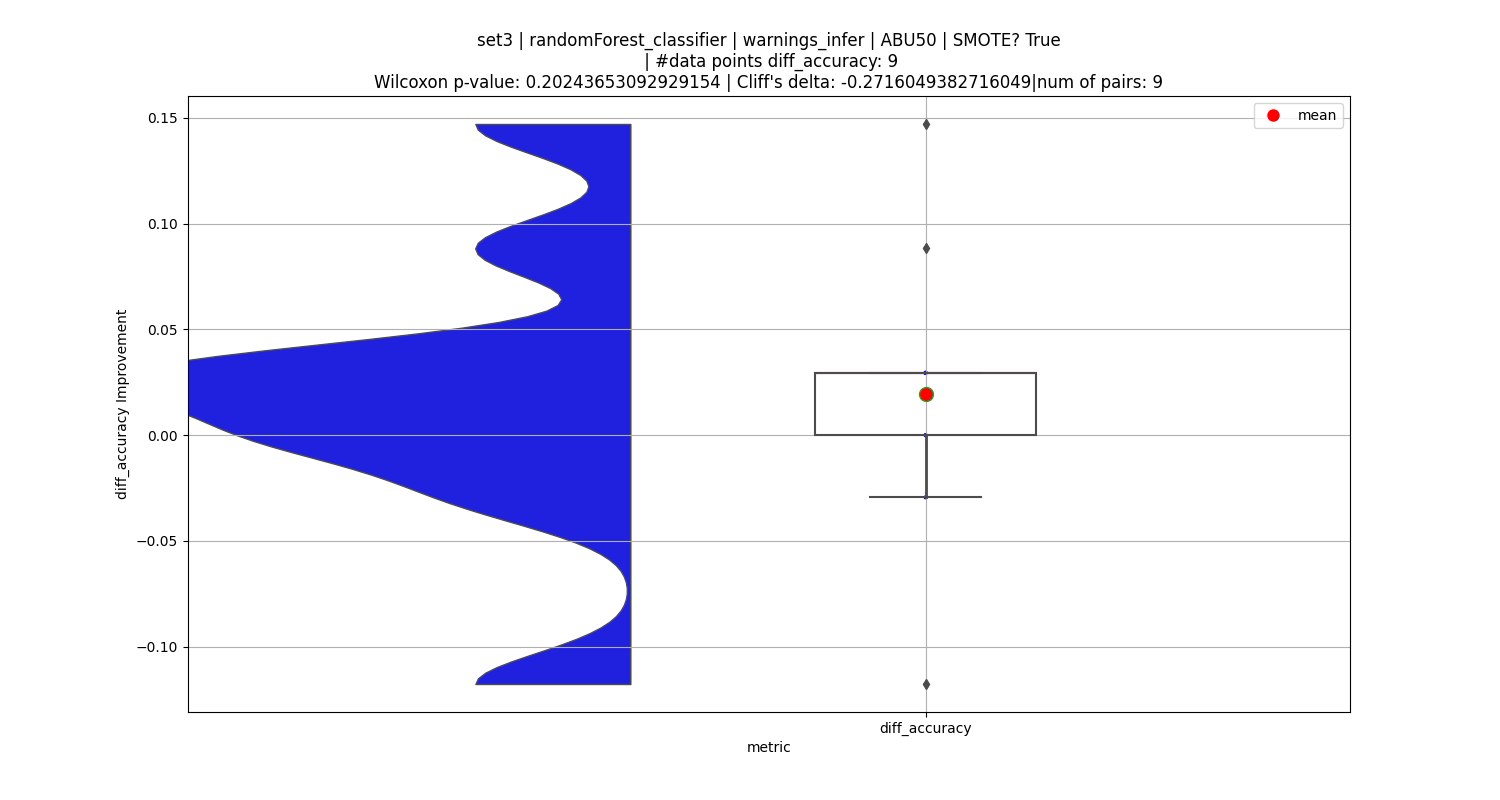 set3 | randomForest_classifier | warnings_infer | ABU50 | SMOTE? True
| #data points diff_accuracy: 9
Wilcoxon p-value: 0.20243653092929154 | Cliff's delta: -0.2716049382716049|num of pairs: 9
mean
0.15
0.10
0.05
0.00
−0.05
−0.10
diff_accuracy Improvement
diff_accuracy
metric